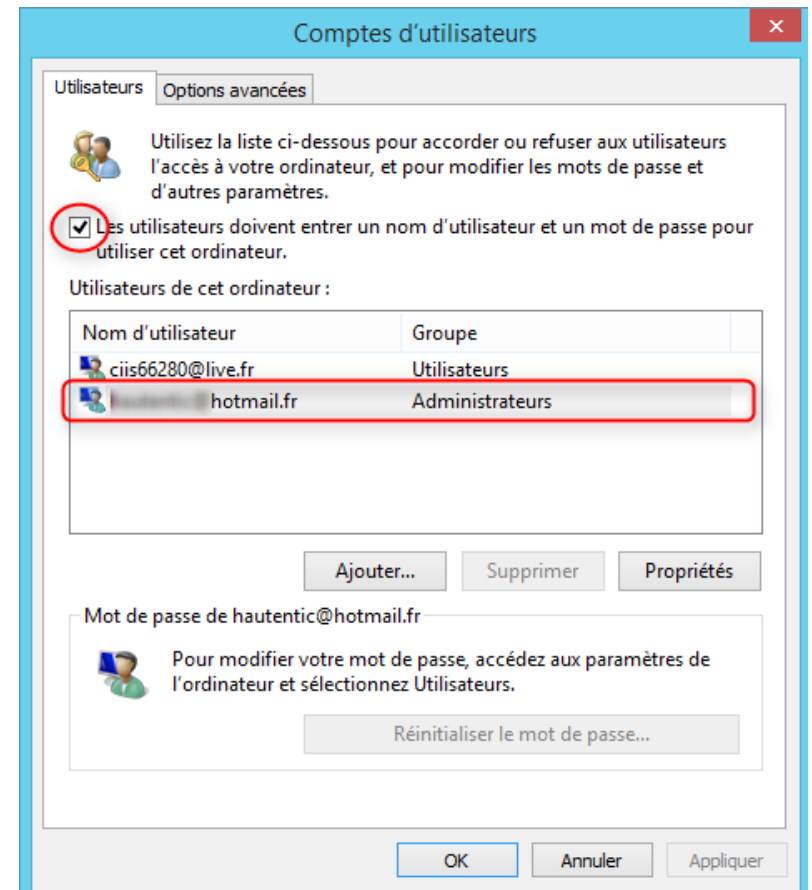 Comptes d'utilisateurs
Utilisateurs
Options avancées
Utilisez la liste ci-dessous pour accorder ou refuser aux utilisateurs
l'accès à votre ordinateur, et pour modifier les mots de passe et
d'autres paramètres.
Les utilisateurs doivent entrer un nom d'utilisateur et un mot de passe pour
utiliser cet ordinateur.
Utilisateurs de cet ordinateur :
Nom d'utilisateur Groupe
ciis66280@live.fr Utilisateurs
hotmail.fr Administrateurs
Ajouter... Supprimer Propriétés
Mot de passe de hautentic@hotmail.fr
Pour modifier votre mot de passe, accédez aux paramètres de
l'ordinateur et sélectionnez Utilisateurs.
Réinitialiser le mot de passe...
OK Annuler Appliquer